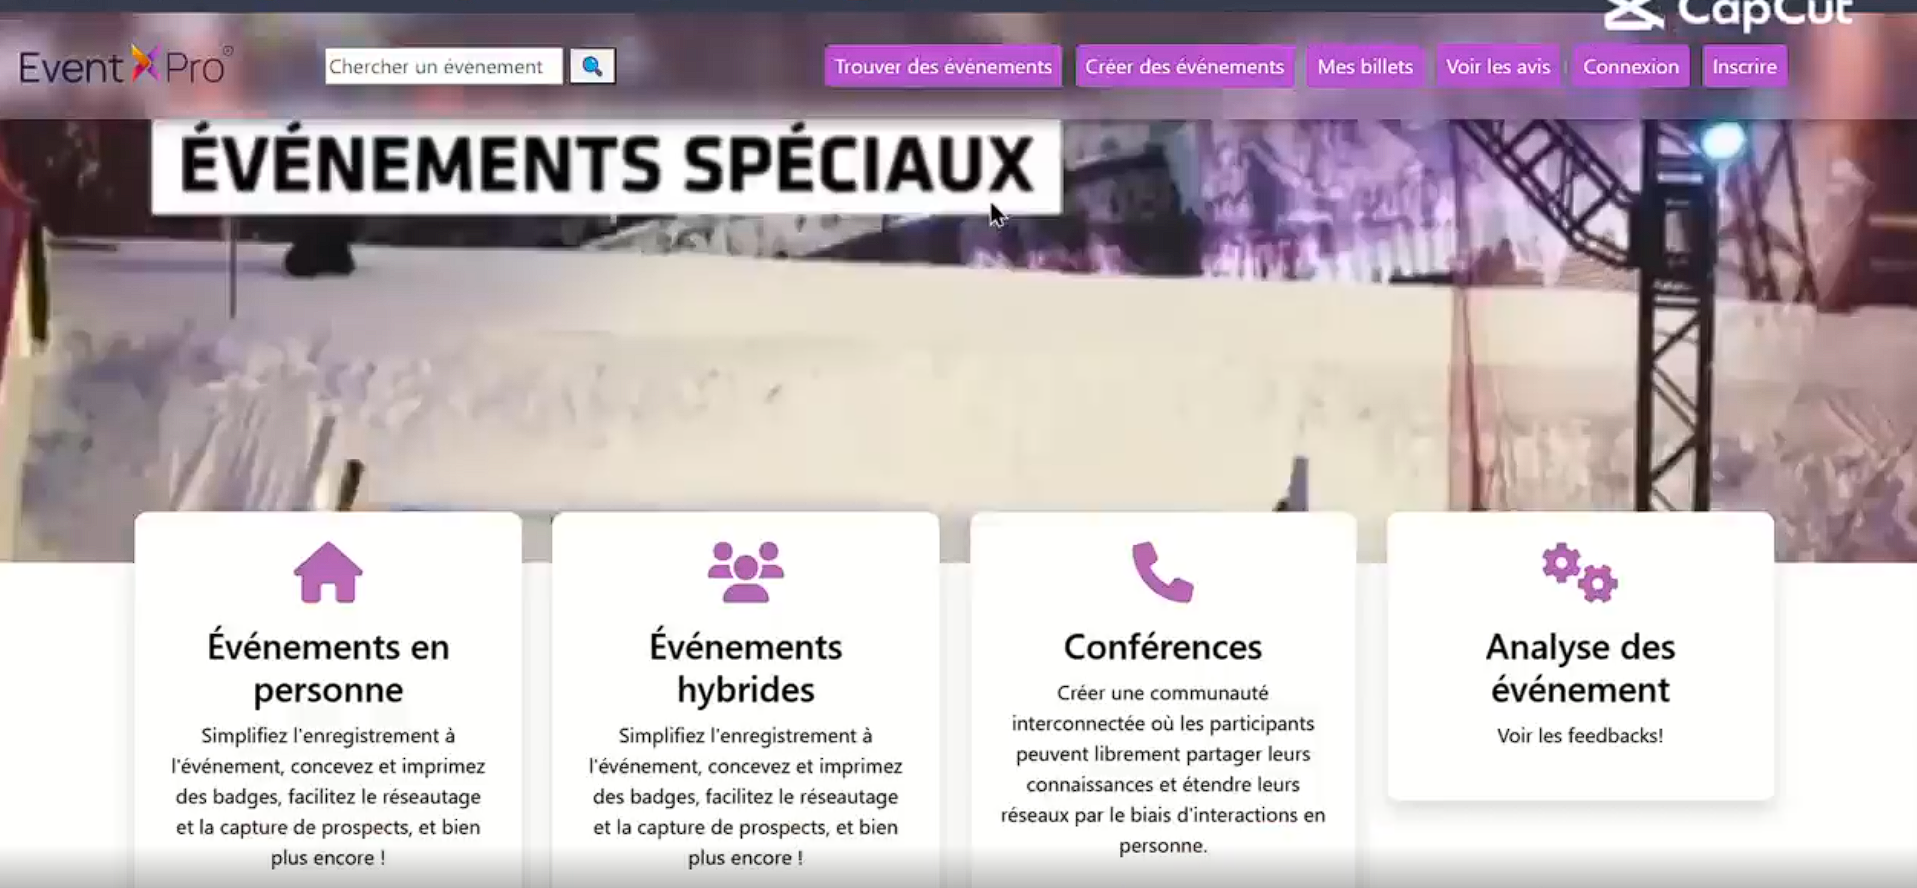 CapCut
Event Pro
Chercher un évenement
Trouver des événements
Créer des événements
Mes billets
Voir les avis
Connexion
Inscrire
ÉVÉNEMENTS SPÉCIAUX
Événements en
personne
Simplifiez l'enregistrement à
l'événement, concevez et imprimez
des badges, facilitez le réseautage
et la capture de prospects, et bien
plus encore !
Événements
hybrides
Simplifiez l'enregistrement à
l'événement, concevez et imprimez
des badges, facilitez le réseautage
et la capture de prospects, et bien
plus encore !
Conférences
Créer une communauté
interconnectée où les participants
peuvent librement partager leurs
connaissances et étendre leurs
réseaux par le biais d'interactions en
personne.
Analyse des
événement
Voir les feedbacks!